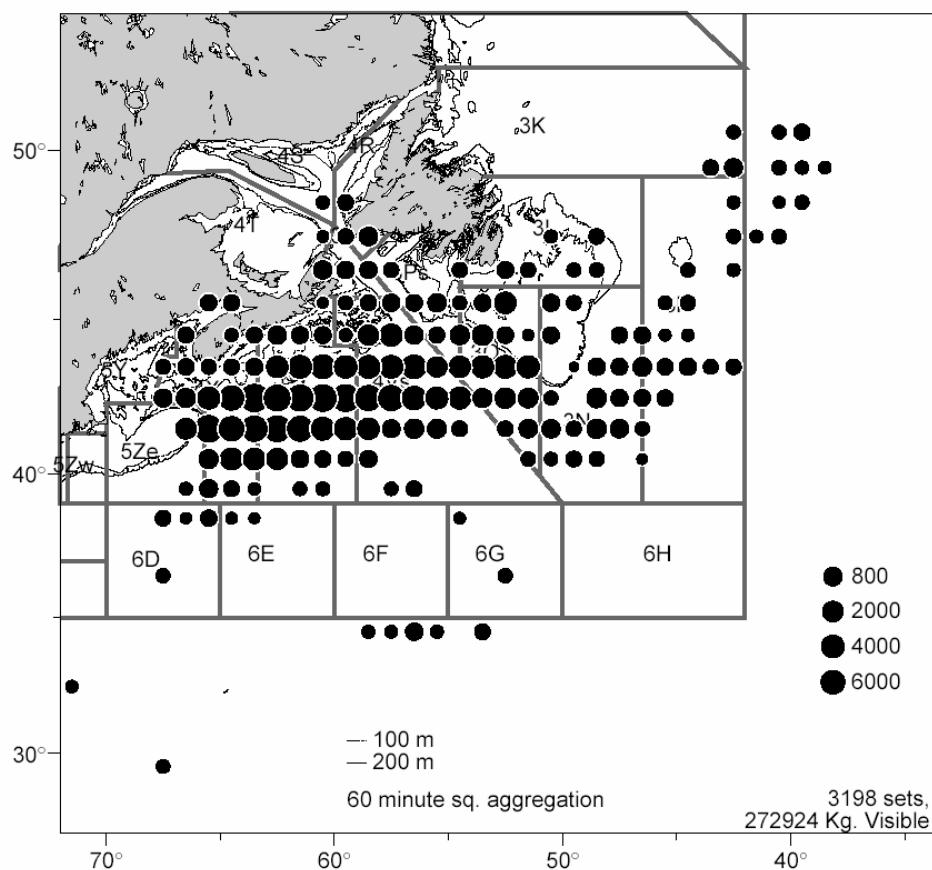 3K
50°
4S
4R
4T
3L
5Y
3N
5Ze
5Zw
40°
6D
6E
6F
6G
6H
800
2000
4000
6000
100 m
30°
200 m
60 minute sq. aggregation
3198 sets,
272924 Kg. Visible
70°
60°
50°
40°